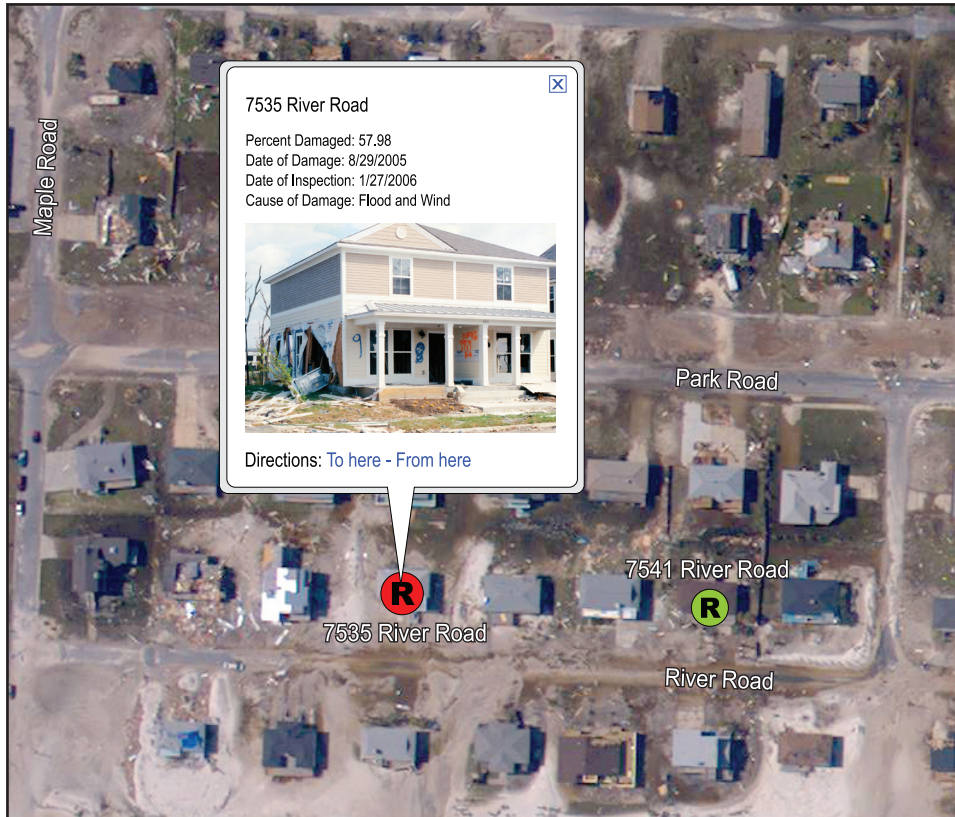 7535 River Road
Percent Damaged: 57.98
Date of Damage: 8/29/2005
Date of Inspection: 1/27/2006
Cause of Damage: Flood and Wind
Directions: To here - From here
Maple Road
Park Road
7541 River Road
R
R
7535 River Road
River Road